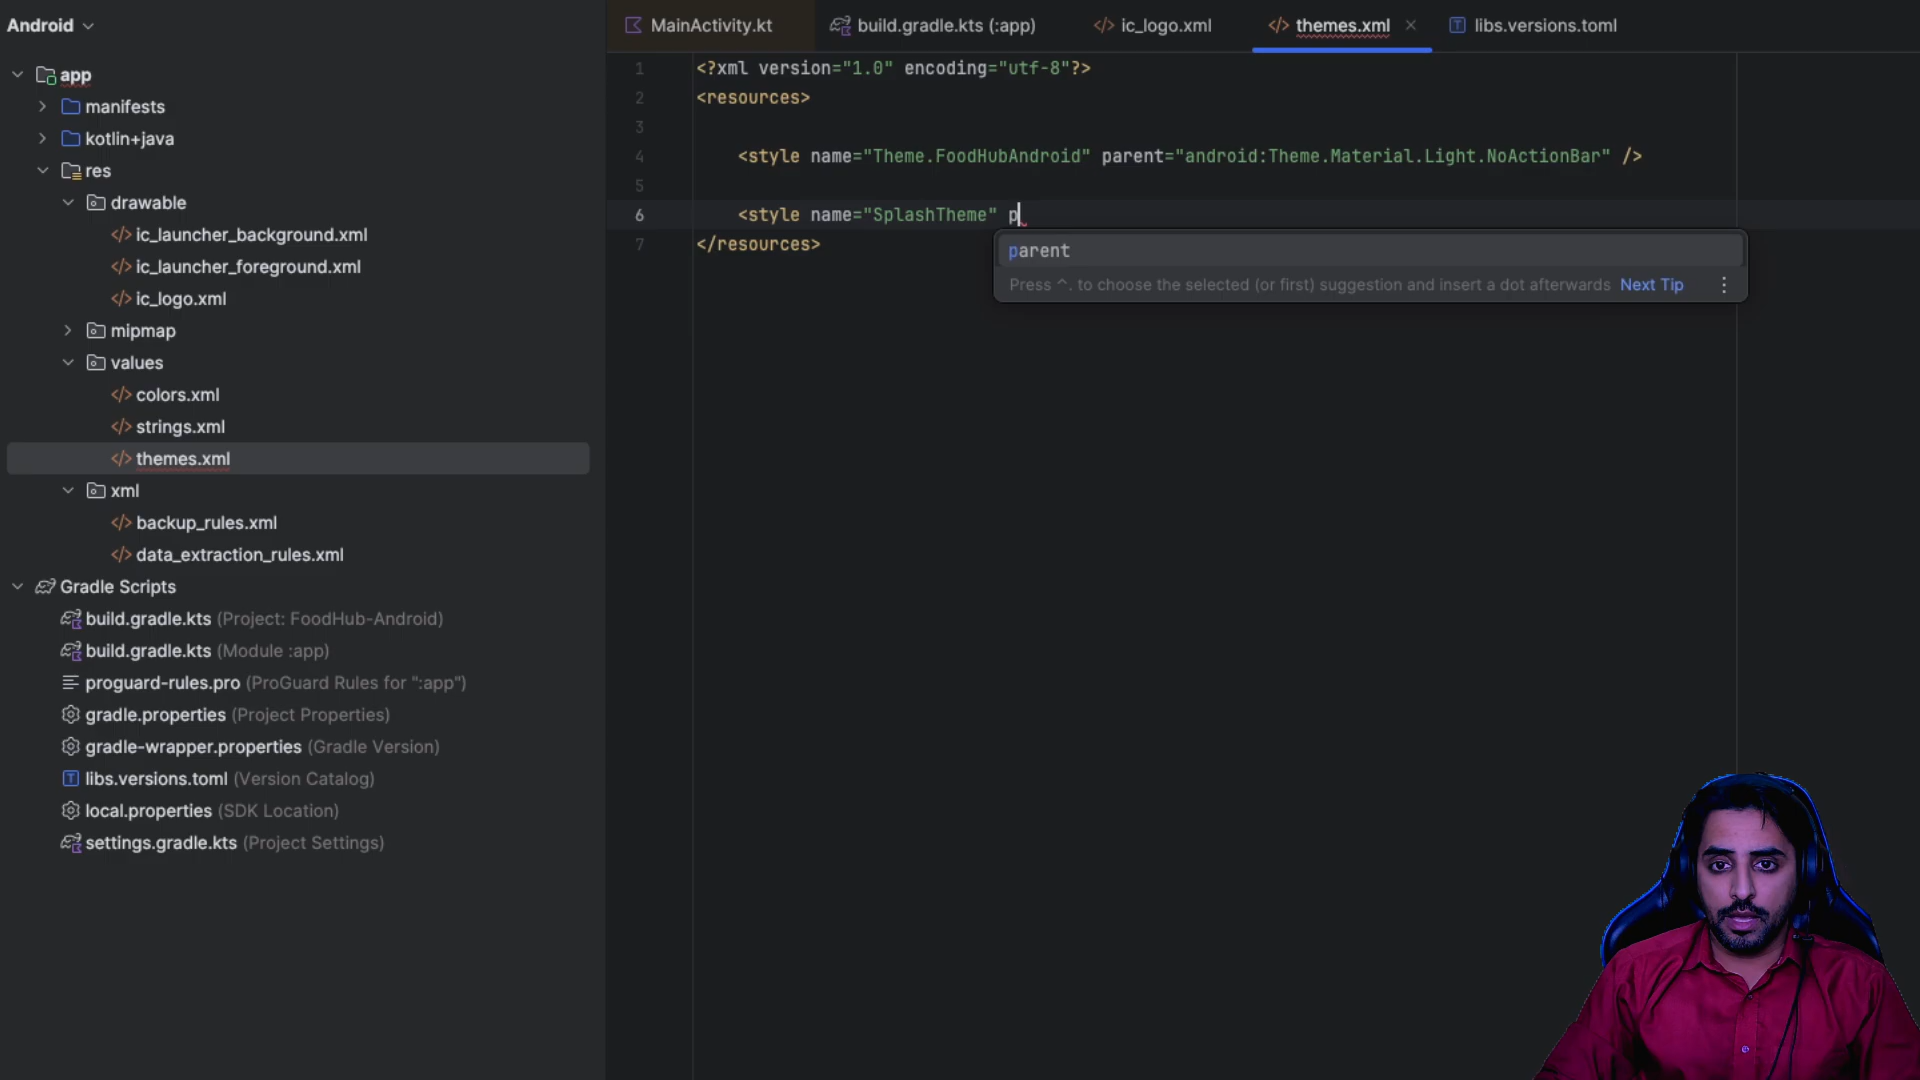 Android
MainActivity.kt
build.gradle.kts (:app)
ic_logo.xml
themes.xml
libs.versions.toml
app
manifests
kotlin+java
res
drawable
ic_launcher_background.xml
ic_launcher_foreground.xml
ic_logo.xml
mipmap
values
colors.xml
strings.xml
themes.xml
xml
backup_rules.xml
data_extraction_rules.xml
Gradle Scripts
build.gradle.kts (Project: FoodHub-Android)
build.gradle.kts (Module :app)
proguard-rules.pro (ProGuard Rules for ":app")
gradle.properties (Project Properties)
gradle-wrapper.properties (Gradle Version)
libs.versions.toml (Version Catalog)
local.properties (SDK Location)
settings.gradle.kts (Project Settings)
1 <?xml version="1.0" encoding="utf-8"?>
2 <resources>
3
4 <style name="Theme.FoodHubAndroid" parent="android:Theme.Material.Light.NoActionBar" />
5
6 <style name="SplashTheme" p
7 </resources>
parent
Press ^. to choose the selected (or first) suggestion and insert a dot afterwards Next Tip